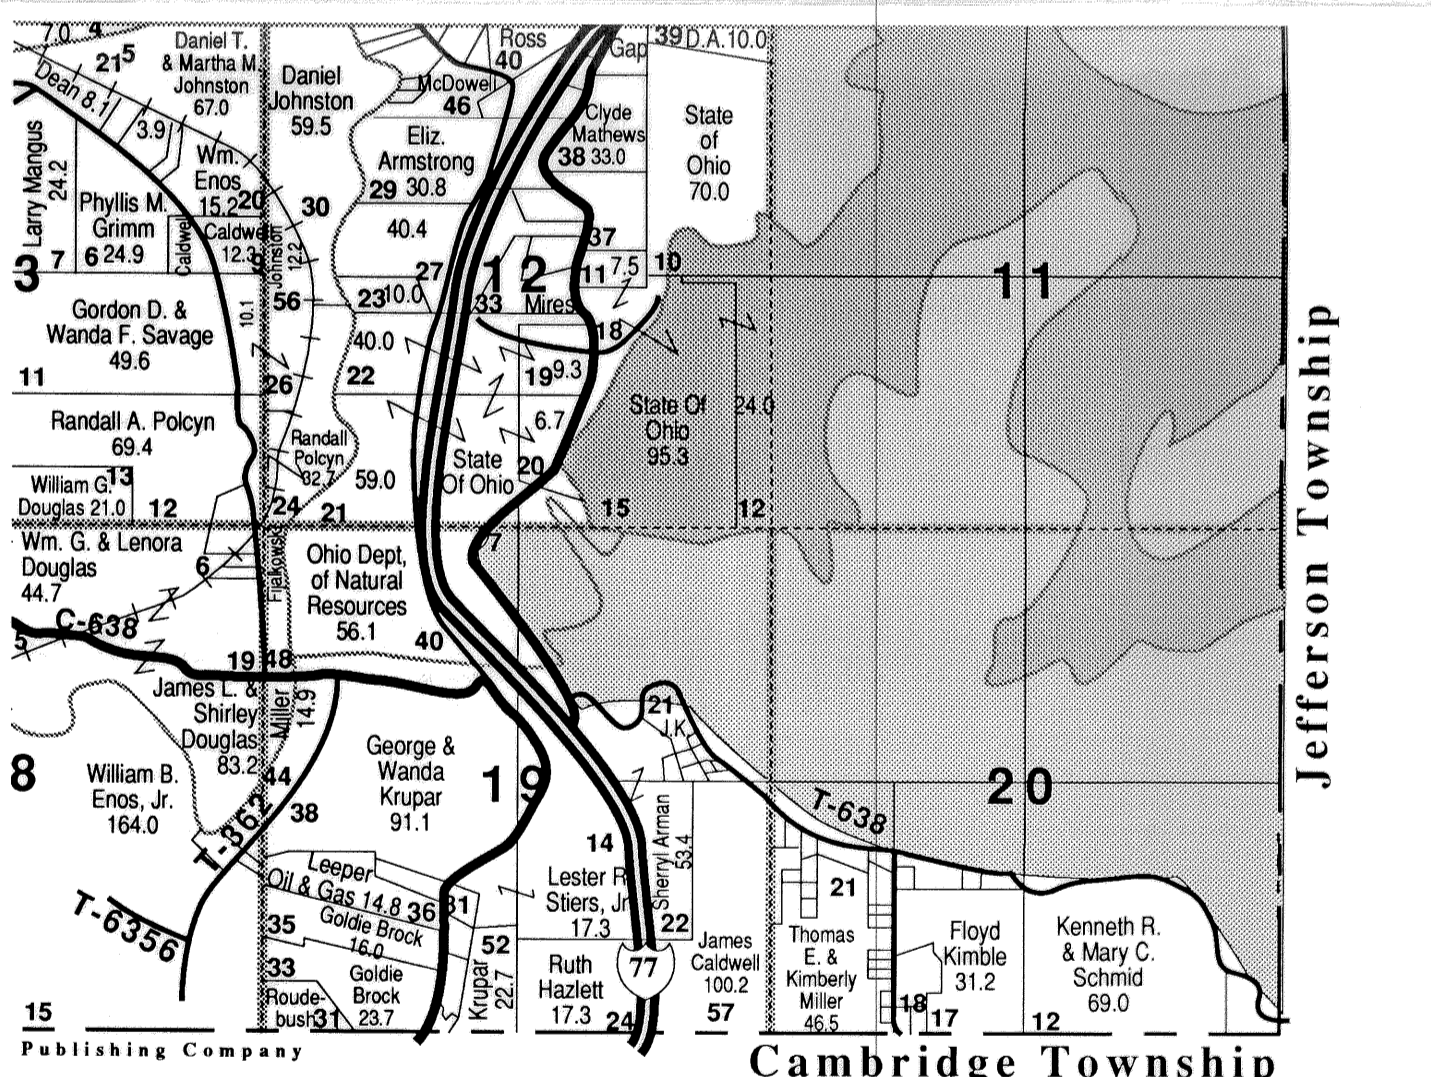 7.0
4
21
5
Dean 8.1
3.9
Daniel T.
& Martha M.
Johnston
67.0
Daniel
Johnston
59.5
McDowell
46
Ross
40
Gap
39 D.A.10.0
Clyde
Mathews
38 33.0
State
of
Ohio
70.0
Eliz.
Armstrong
29 30.8
Larry Mangus
24.2
7
3
Phyllis M.
Grimm
6 24.9
Wm.
Enos
15.2
20
Caldwell
Caldwell
12.3
Johnston
12.2
30
40.4
27
37
12
11
7.5
10
11
23
10.0
33
Mires
18
56
10.1
Gordon D. &
Wanda F. Savage
49.6
11
26
40.0
22
19
9.3
6.7
20
State Of
Ohio
95.3
24.0
Randall A. Polcyn
69.4
13
William G.
Douglas 21.0
12
Randall
Polcyn
32.7
59.0
24
21
State
Of Ohio
15
12
Wm. G. & Lenora
Douglas
44.7
6
Fijakowski
Ohio Dept,
of Natural
Resources
56.1
40
7
C-638
5
19
48
James L. &
Shirley
Douglas
83.2
Miller
14.9
44
8
William B.
Enos, Jr.
164.0
T-362
38
George &
Wanda
Krupar
91.1
19
21
J.K.
20
T-638
Sherryl Arman
53.4
14
Lester R.
Stiers, Jr.
17.3
22
21
T-6356
Leeper
Oil & Gas 14.8
36
31
35
Goldie Brock
16.0
33
Goldie
Brock
23.7
Roude-
bush
31
52
Krupar
22.7
Ruth
Hazlett
17.3
24
77
James
Caldwell
100.2
57
Thomas
E. &
Kimberly
Miller
46.5
18
17
Floyd
Kimble
31.2
12
Kenneth R.
& Mary C.
Schmid
69.0
15
Jefferson Township
Publishing Company
Cambridge Township